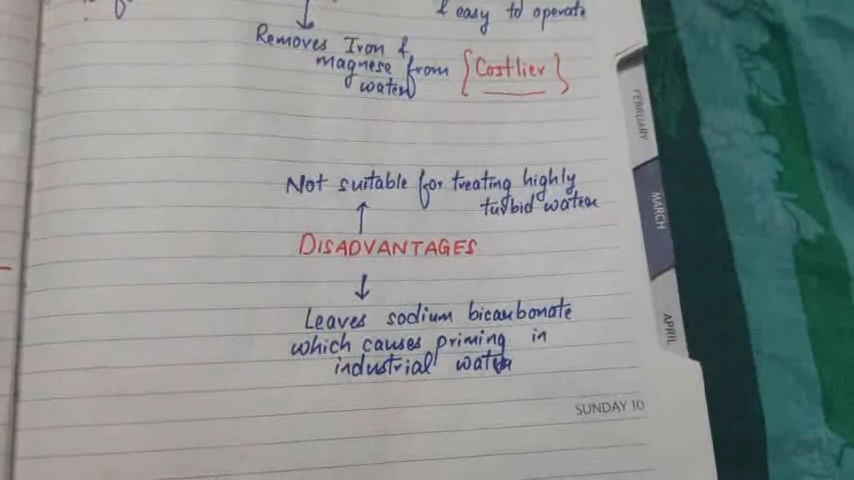 & easy to operate
Removes Iron &
magnese from
water
{Costlier}
Not suitable for treating highly
turbid water
DISADVANTAGES
Leaves sodium bicarbonate
which causes priming in
industrial water
SUNDAY 10
FEBRUARY
MARCH
APRIL